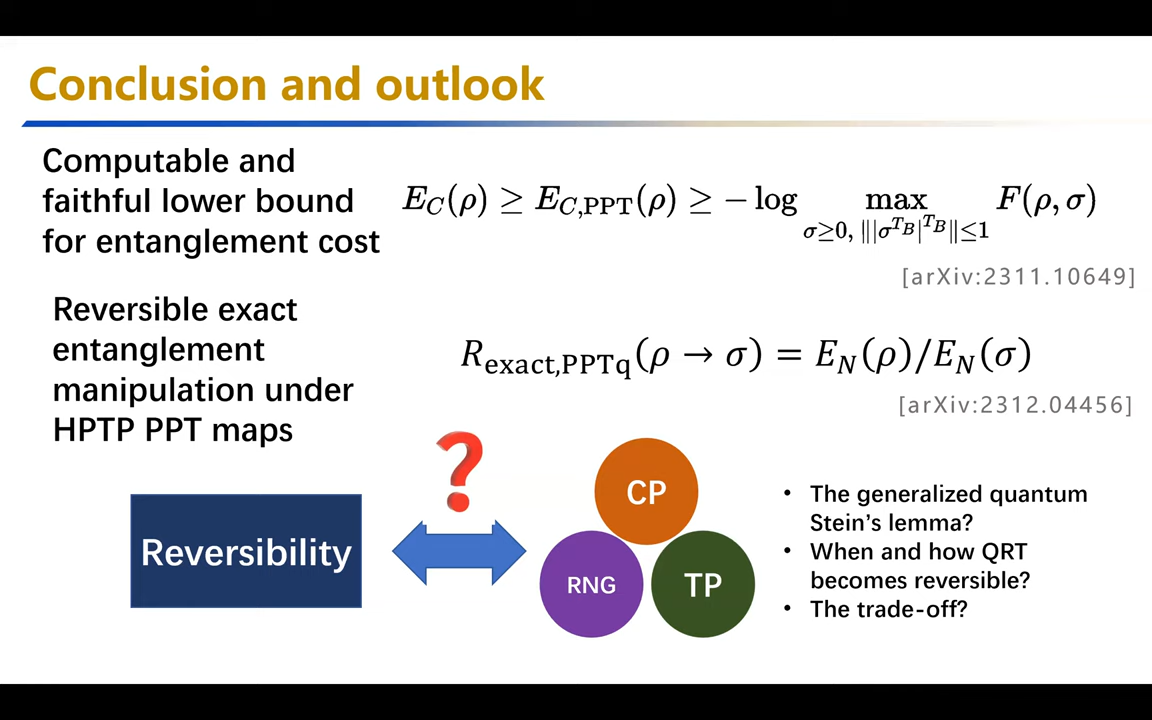 Conclusion and outlook
Computable and
faithful lower bound
for entanglement cost
E_C(ρ) ≥ E_{C,PPT}(ρ) ≥ − log max_{σ≥0, ‖|σ^{T_B}|^{T_B}‖≤1} F(ρ, σ)
[arXiv:2311.10649]
Reversible exact
entanglement
manipulation under
HPTP PPT maps
R_{exact,PPTq}(ρ → σ) = E_N(ρ)/E_N(σ)
[arXiv:2312.04456]
Reversibility
❓
CP
RNG
TP
• The generalized quantum
Stein’s lemma?
• When and how QRT
becomes reversible?
• The trade-off?